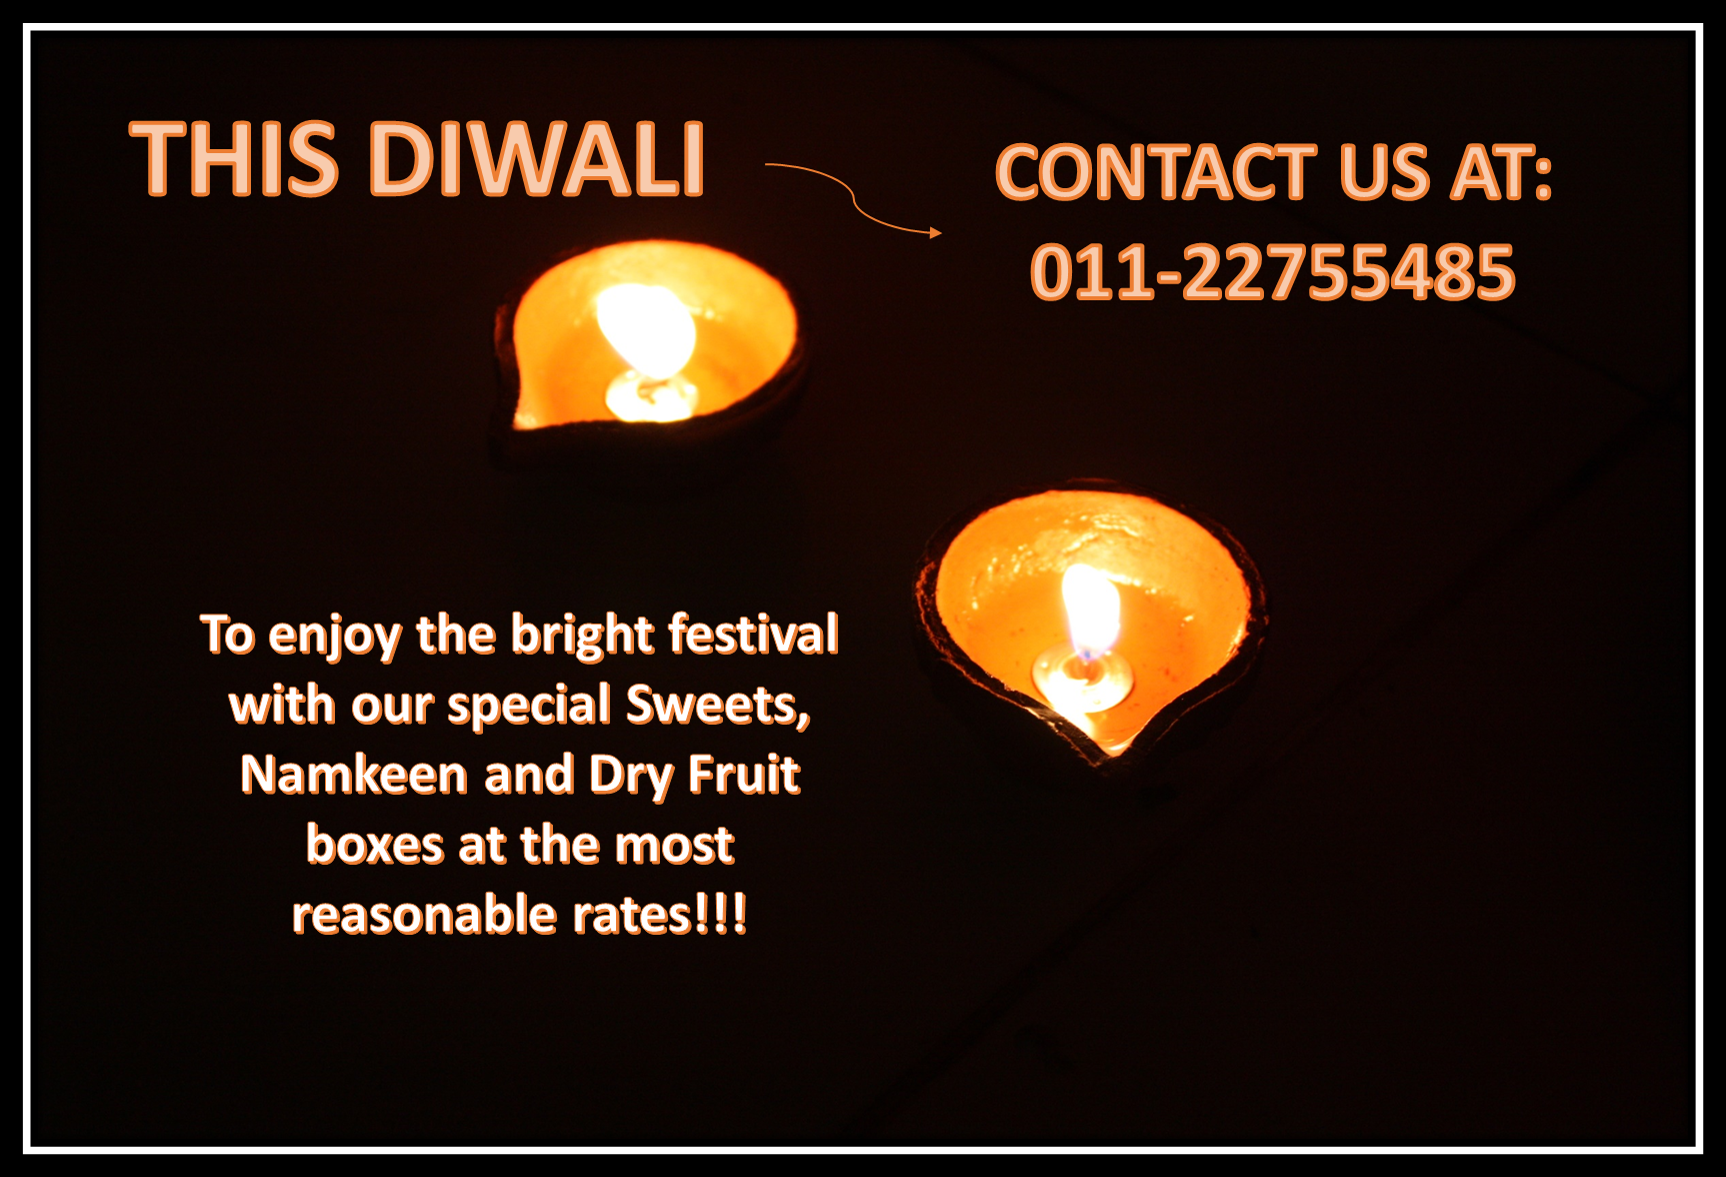 THIS DIWALI
CONTACT US AT:
011-22755485
To enjoy the bright festival
with our special Sweets,
Namkeen and Dry Fruit
boxes at the most
reasonable rates!!!